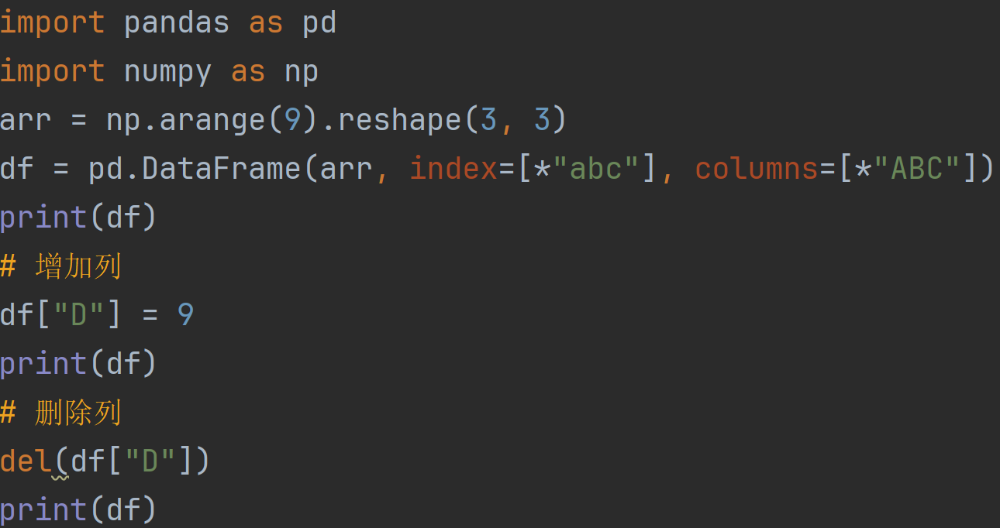 import pandas as pd
import numpy as np
arr = np.arange(9).reshape(3, 3)
df = pd.DataFrame(arr, index=[*"abc"], columns=[*"ABC"])
print(df)
# 增加列
df["D"] = 9
print(df)
# 删除列
del(df["D"])
print(df)